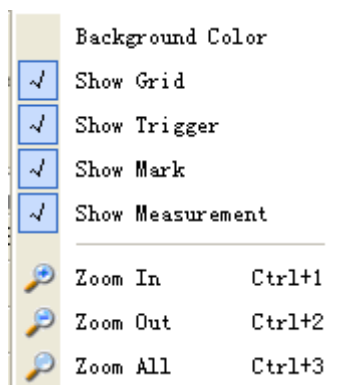 Background Color
Show Grid
Show Trigger
Show Mark
Show Measurement
Zoom In Ctrl+1
Zoom Out Ctrl+2
Zoom All Ctrl+3